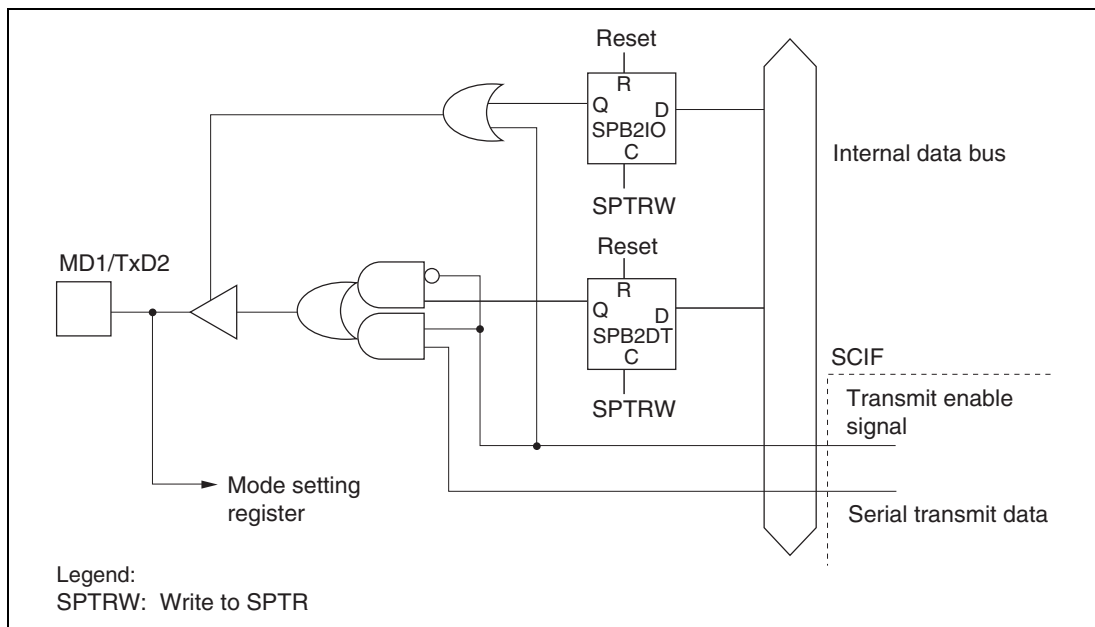 Reset
R
Q
D
SPB2IO
C
SPTRW
Internal data bus
Reset
MD1/TxD2
R
Q
D
SPB2DT
C
SPTRW
SCIF
Transmit enable
signal
Mode setting
register
Serial transmit data
Legend:
SPTRW: Write to SPTR